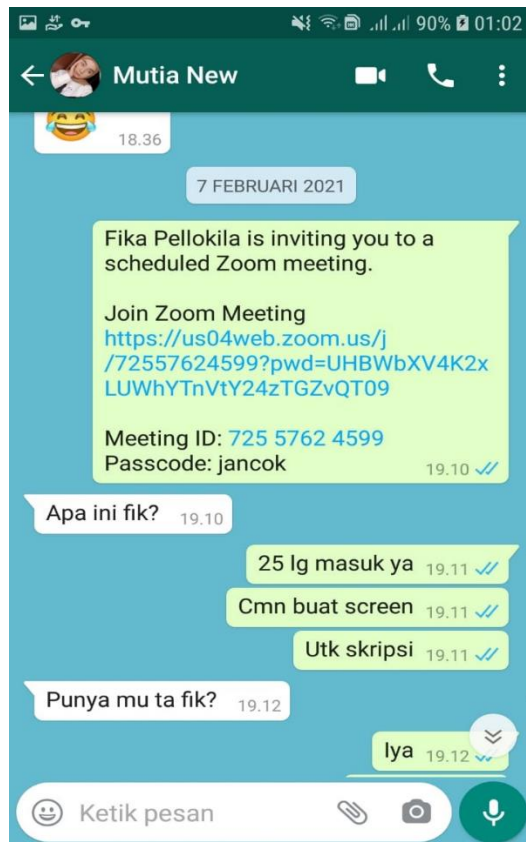 90% 01:02
Mutia New
18.36
7 FEBRUARI 2021
Fika Pellokila is inviting you to a
scheduled Zoom meeting.
Join Zoom Meeting
https://us04web.zoom.us/j
/72557624599?pwd=UHBWbXV4K2x
LUWhYTnVtY24zTGZvQT09
Meeting ID: 725 5762 4599
Passcode: jancok
19.10
Apa ini fik? 19.10
25 lg masuk ya 19.11
Cmn buat screen 19.11
Utk skripsi 19.11
Punya mu ta fik? 19.12
Iya 19.12
Ketik pesan